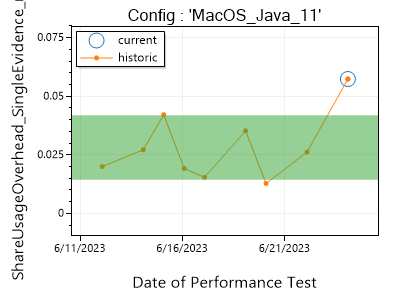 Config : 'MacOS_Java_11'
0.075
0.05
0.025
0
current
historic
ShareUsageOverhead_SingleEvidence_
6/11/2023
6/16/2023
6/21/2023
Date of Performance Test